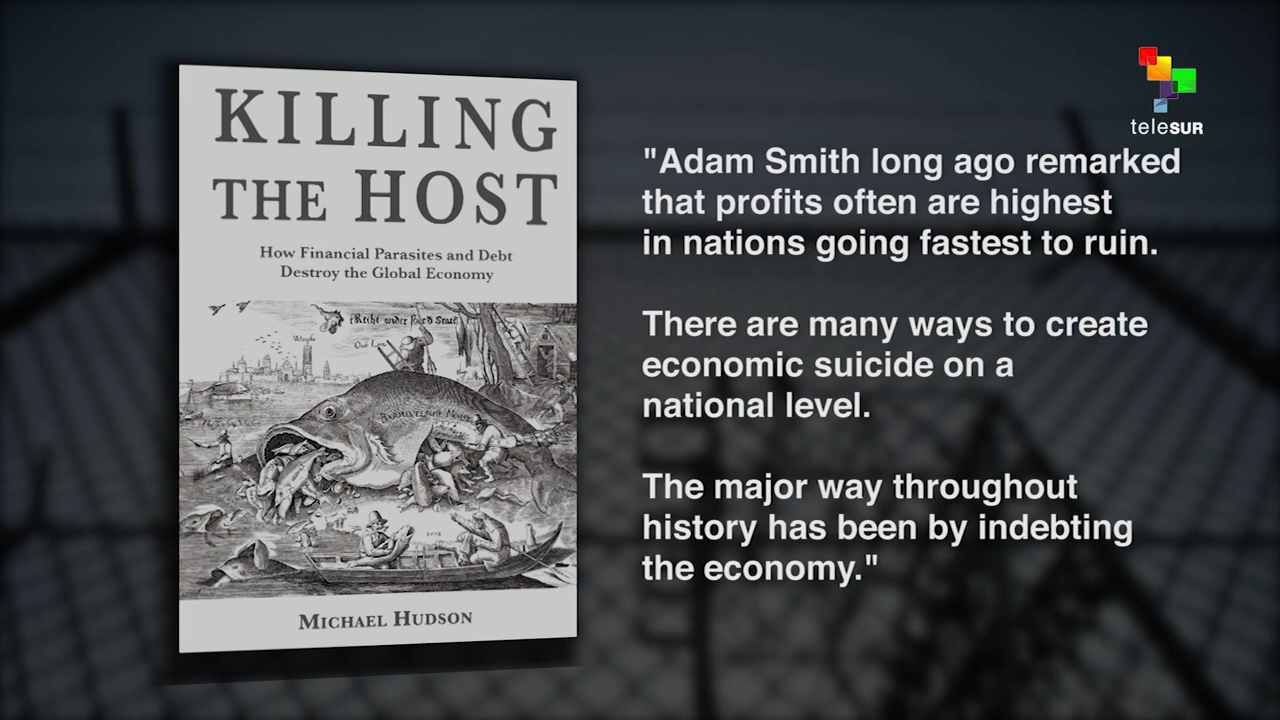 KILLING
THE HOST
How Financial Parasites and Debt
Destroy the Global Economy
MICHAEL HUDSON
teleSUR
"Adam Smith long ago remarked
that profits often are highest
in nations going fastest to ruin.
There are many ways to create
economic suicide on a
national level.
The major way throughout
history has been by indebting
the economy."